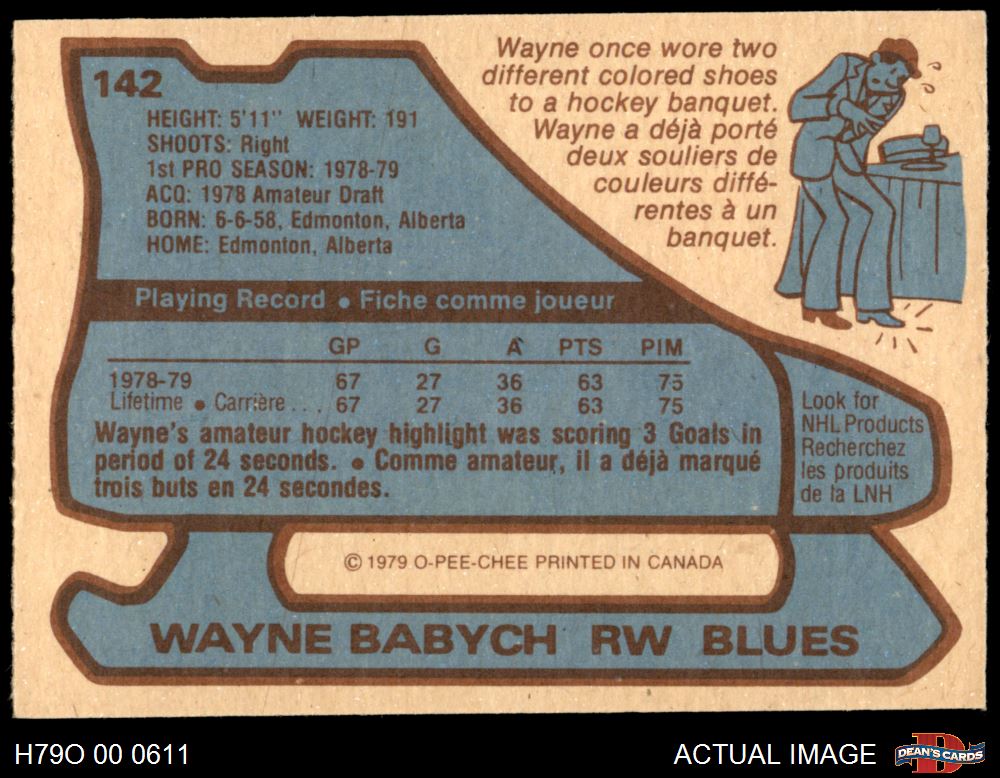 142
HEIGHT: 5'11" WEIGHT: 191
SHOOTS: Right
1st PRO SEASON: 1978-79
ACQ: 1978 Amateur Draft
BORN: 6-6-58, Edmonton, Alberta
HOME: Edmonton, Alberta
Wayne once wore two
different colored shoes
to a hockey banquet.
Wayne a déjà porté
deux souliers de
couleurs diffé-
rentes à un
banquet.
Playing Record • Fiche comme joueur
GP G A PTS PIM
1978-79 67 27 36 63 75
Lifetime • Carrière . . . 67 27 36 63 75
Wayne's amateur hockey highlight was scoring 3 Goals in
period of 24 seconds. • Comme amateur, il a déjà marqué
trois buts en 24 secondes.
Look for
NHL Products
Recherchez
les produits
de la LNH
© 1979 O-PEE-CHEE PRINTED IN CANADA
WAYNE BABYCH RW BLUES
H79O 00 0611
ACTUAL IMAGE
D
DEAN'S CARDS